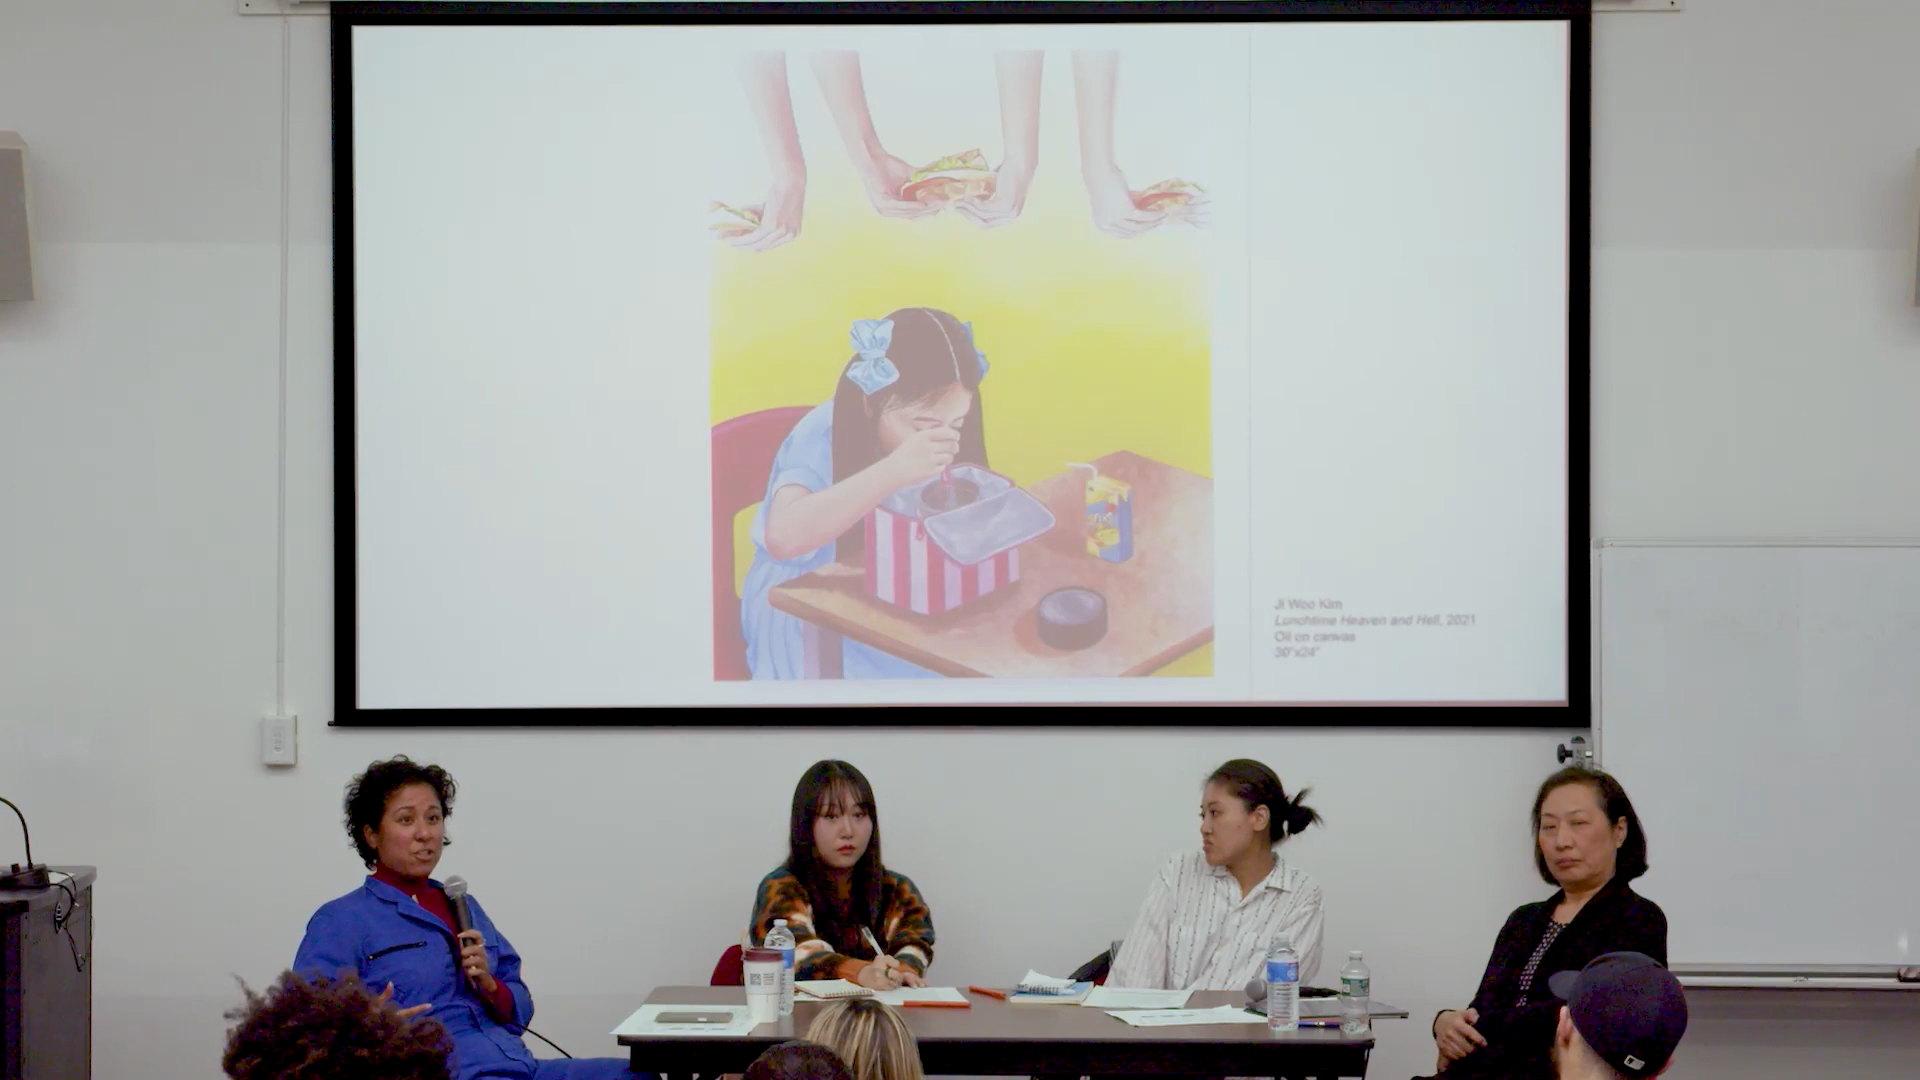 Ji Woo Kim
Lunchtime Heaven and Hell, 2021
Oil on canvas
30"x24"